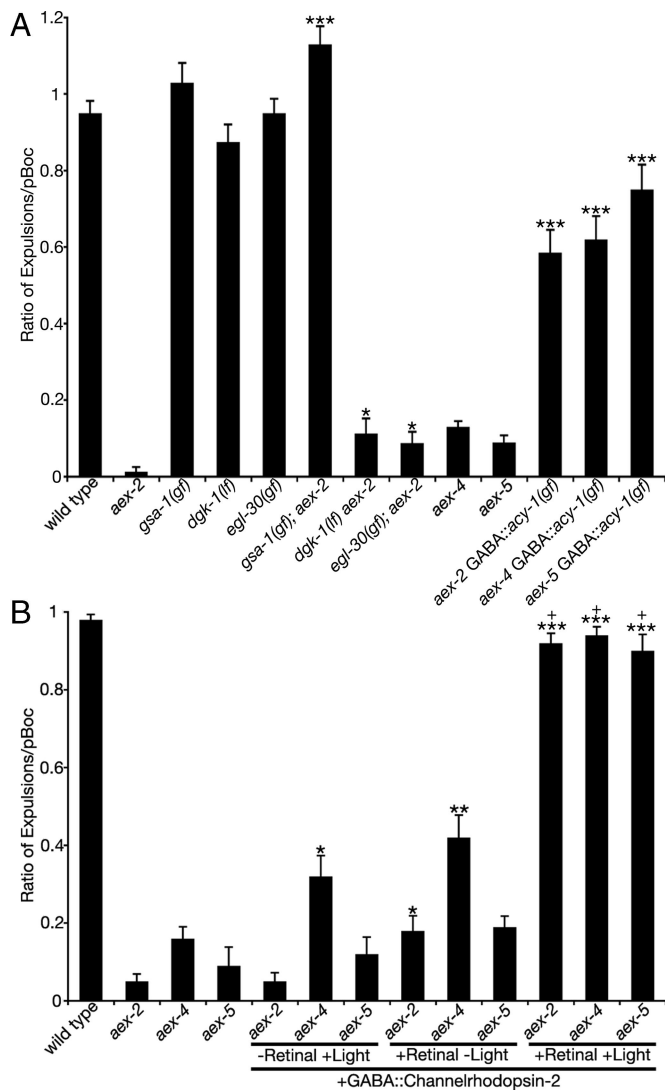 A
Ratio of Expulsions/pBoc
1.2
1
0.8
0.6
0.4
0.2
0
***
*
*
***
***
***
wild type
aex-2
gsa-1(gf)
dgk-1(lf)
egl-30(gf)
gsa-1(gf); aex-2
dgk-1(lf) aex-2
egl-30(gf); aex-2
aex-4
aex-5
aex-2 GABA::acy-1(gf)
aex-4 GABA::acy-1(gf)
aex-5 GABA::acy-1(gf)
B
Ratio of Expulsions/pBoc
1
0.8
0.6
0.4
0.2
0
*
*
**
+
***
+
***
+
***
wild type
aex-2
aex-4
aex-5
aex-2
aex-4
aex-5
aex-2
aex-4
aex-5
aex-2
aex-4
aex-5
-Retinal +Light
+Retinal -Light
+Retinal +Light
+GABA::Channelrhodopsin-2